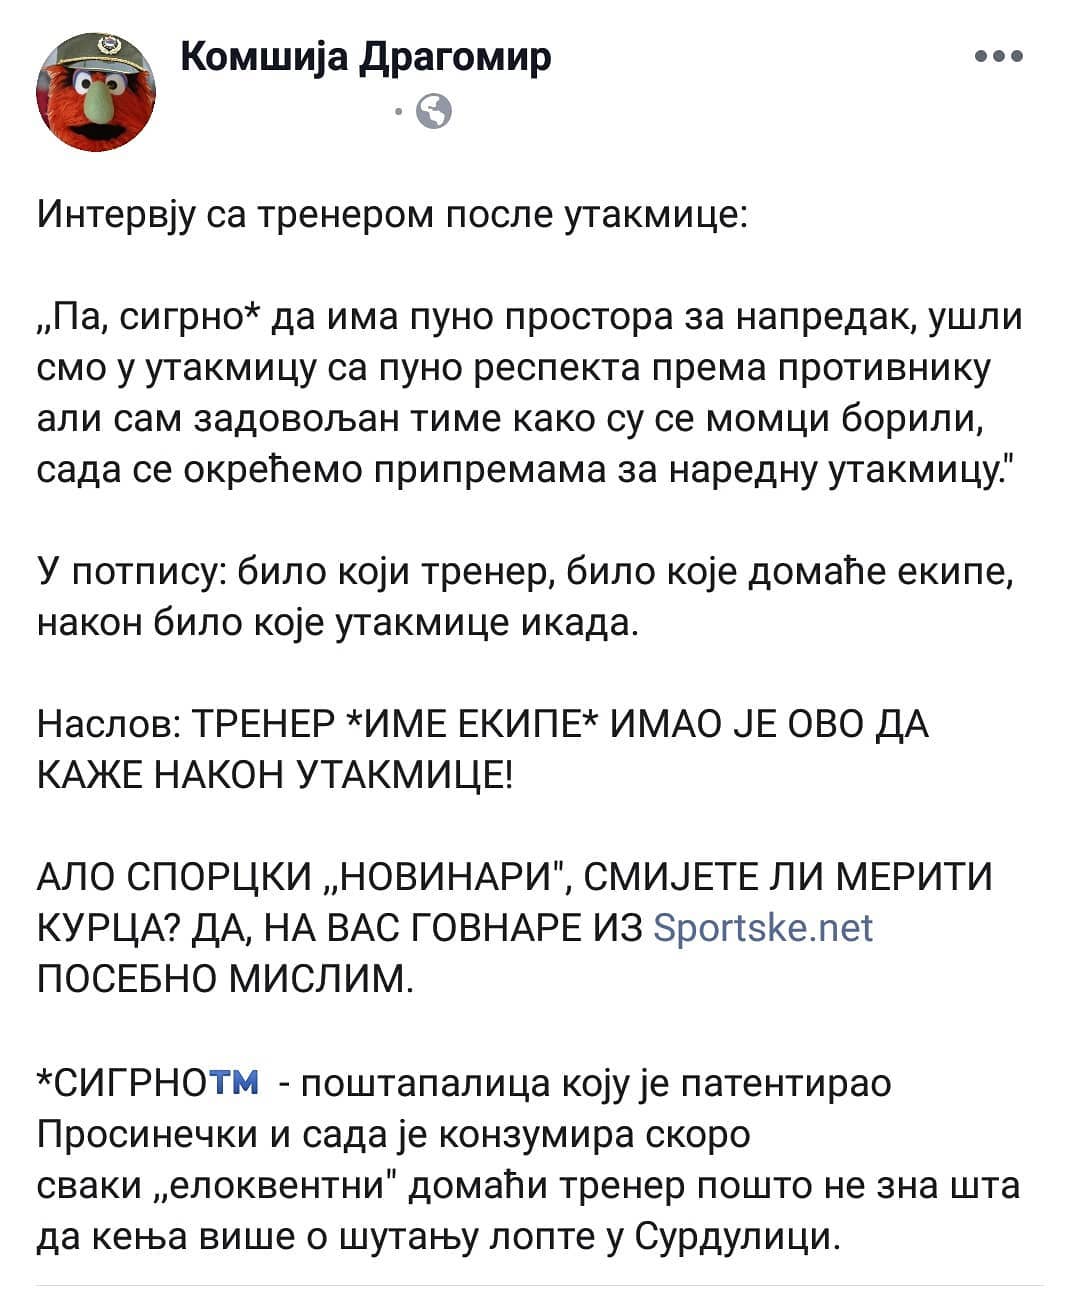 Комшија Драгомир
Интервју са тренером после утакмице:
,,Па, сигрно* да има пуно простора за напредак, ушли
смо у утакмицу са пуно респекта према противнику
али сам задовољан тиме како су се момци борили,
сада се окрећемо припремама за наредну утакмицу."
У потпису: било који тренер, било које домаће екипе,
након било које утакмице икада.
Наслов: ТРЕНЕР *ИМЕ ЕКИПЕ* ИМАО ЈЕ ОВО ДА
КАЖЕ НАКОН УТАКМИЦЕ!
АЛО СПОРЦКИ ,,НОВИНАРИ", СМИЈЕТЕ ЛИ МЕРИТИ
КУРЦА? ДА, НА ВАС ГОВНАРЕ ИЗ Sportske.net
ПОСЕБНО МИСЛИМ.
*СИГРНО™ - поштапалица коју је патентирао
Просинечки и сада је конзумира скоро
сваки ,,елоквентни" домаћи тренер пошто не зна шта
да кења више о шутању лопте у Сурдулици.